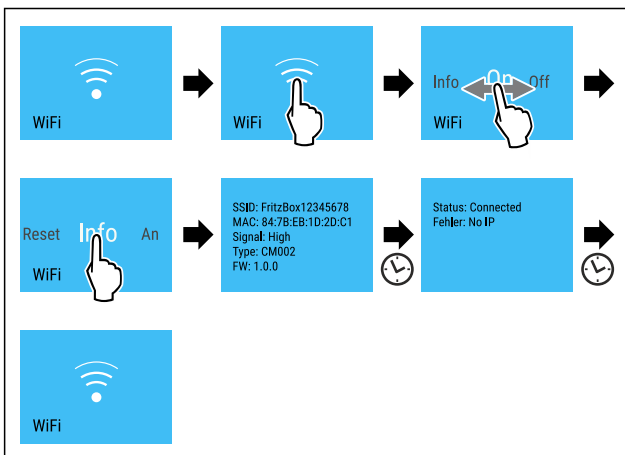 WiFi
WiFi
Info On Off
WiFi
Reset Info An
WiFi
SSID: FritzBox12345678
MAC: 84:7B:EB:1D:2D:C1
Signal: High
Type: CM002
FW: 1.0.0
Status: Connected
Fehler: No IP
WiFi